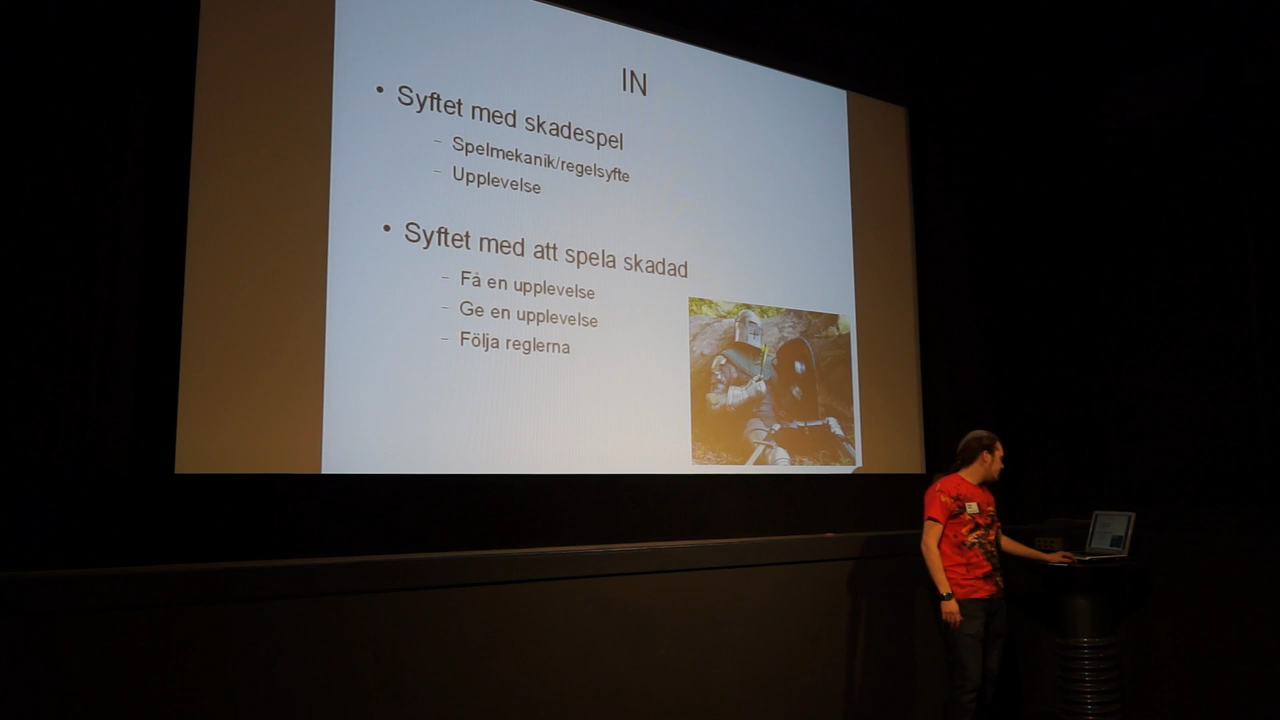 IN
• Syftet med skadespel
– Spelmekanik/regelsyfte
– Upplevelse
• Syftet med att spela skadad
– Få en upplevelse
– Ge en upplevelse
– Följa reglerna